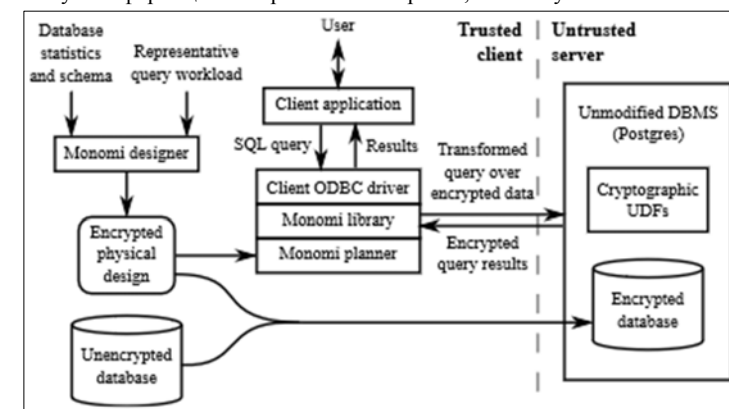 Database
statistics
and schema
Representative
query workload
User
Trusted
client
Untrusted
server
Client application
Unmodified DBMS
(Postgres)
Monomi designer
SQL query
Results
Transformed
query over
encrypted data
Client ODBC driver
Monomi library
Monomi planner
Cryptographic
UDFs
Encrypted
physical
design
Encrypted
query results
Encrypted
database
Unencrypted
database